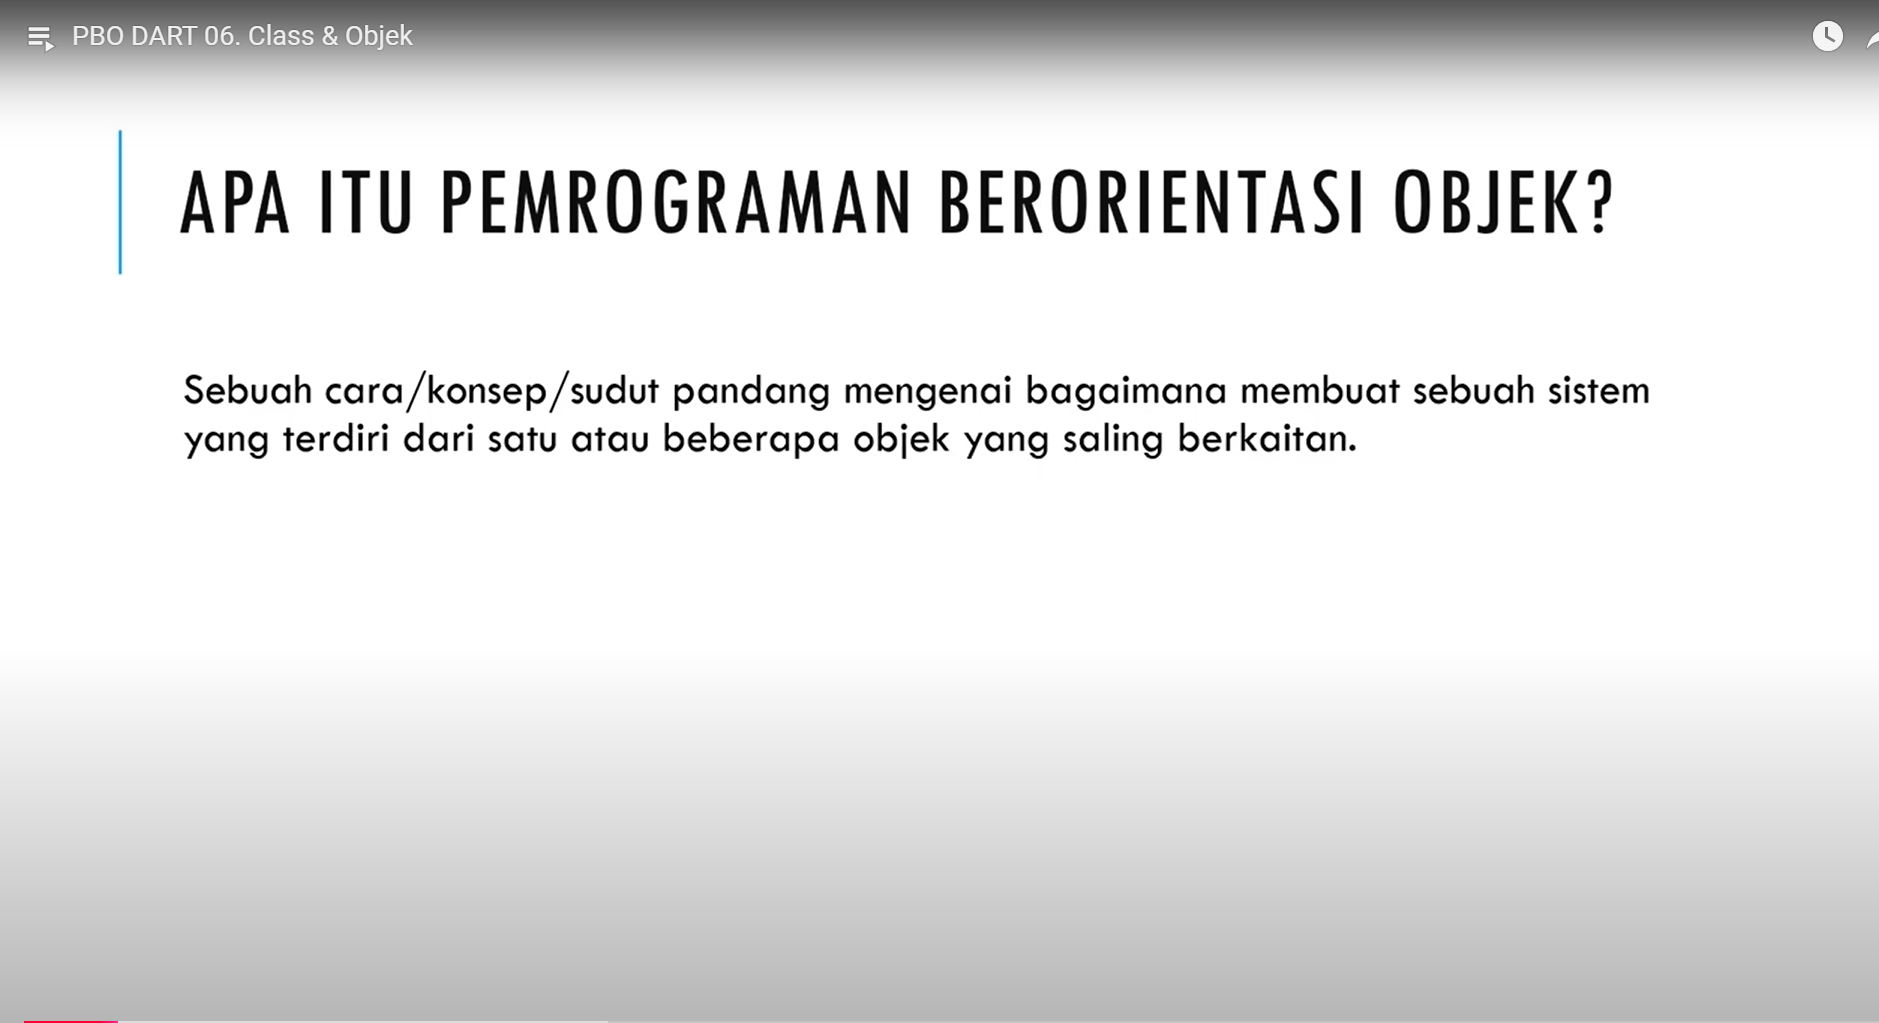 PBO DART 06. Class & Objek
APA ITU PEMROGRAMAN BERORIENTASI OBJEK?
Sebuah cara/konsep/sudut pandang mengenai bagaimana membuat sebuah sistem
yang terdiri dari satu atau beberapa objek yang saling berkaitan.